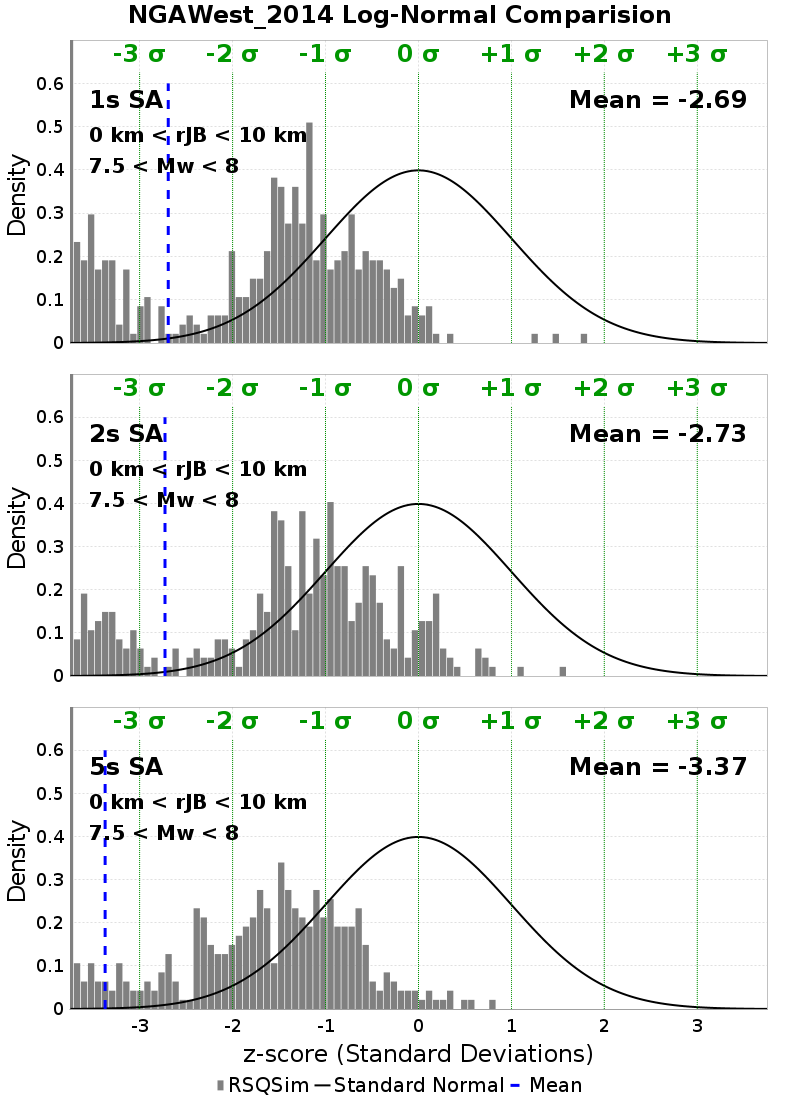 NGAWest_2014 Log-Normal Comparision
-3 σ -2 σ -1 σ 0 σ +1 σ +2 σ +3 σ
0.6
1s SA Mean = -2.69
0.5
0 km < rJB < 10 km
7.5 < Mw < 8
0.4
Density
0.3
0.2
0.1
0
-3 σ -2 σ -1 σ 0 σ +1 σ +2 σ +3 σ
0.6
2s SA Mean = -2.73
0.5
0 km < rJB < 10 km
7.5 < Mw < 8
0.4
Density
0.3
0.2
0.1
0
-3 σ -2 σ -1 σ 0 σ +1 σ +2 σ +3 σ
0.6
5s SA Mean = -3.37
0.5
0 km < rJB < 10 km
7.5 < Mw < 8
0.4
Density
0.3
0.2
0.1
0
-3 -2 -1 0 1 2 3
z-score (Standard Deviations)
RSQSim Standard Normal Mean